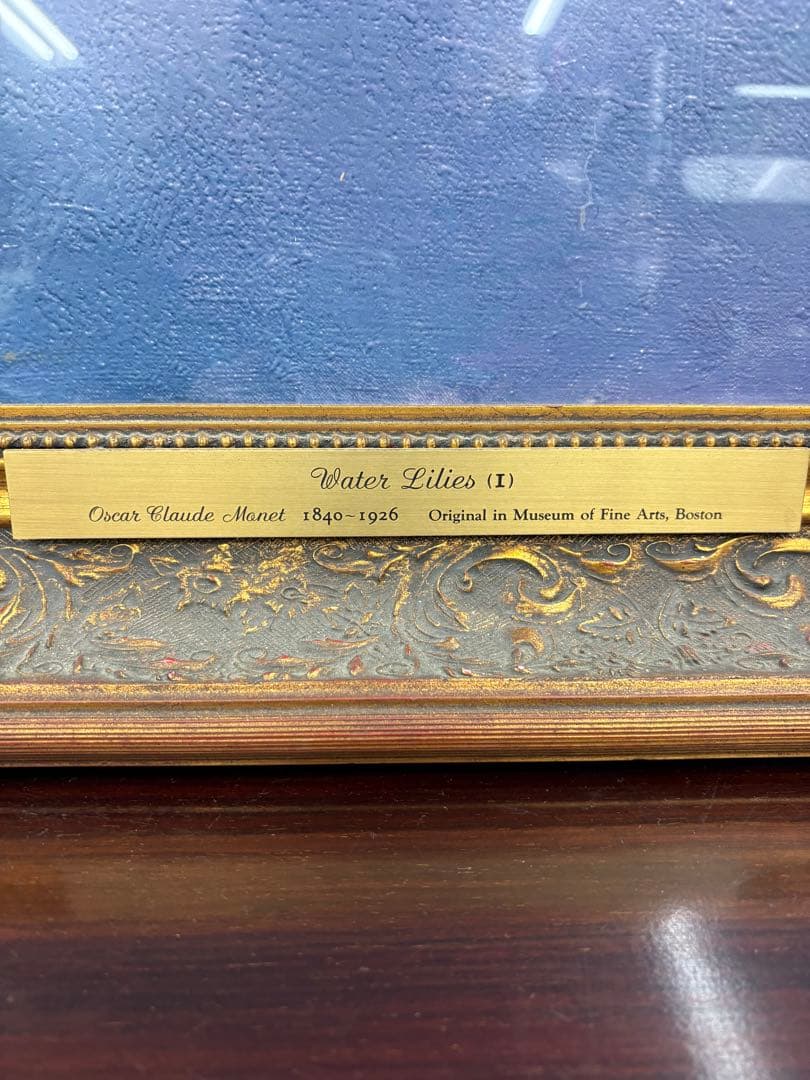 Water Lilies (I)
Oscar Claude Monet 1840~1926 Original in Museum of Fine Arts, Boston